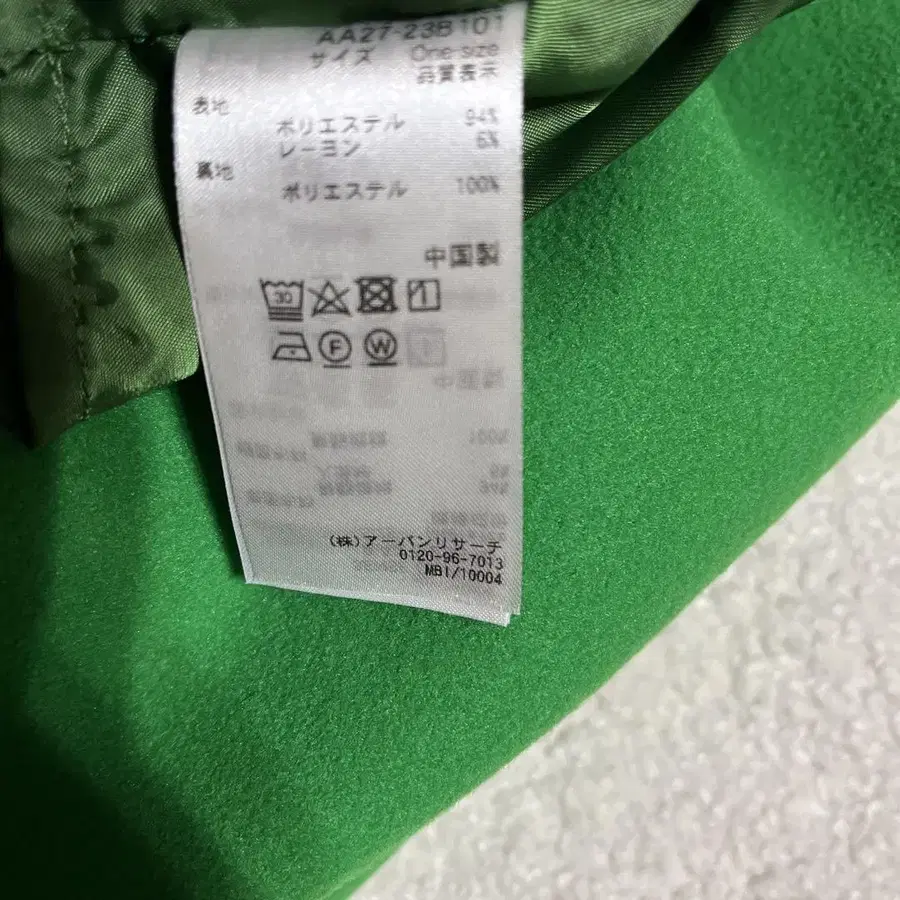 AA27-23B101
サイズ One-size
品質表示
表地
ポリエステル 94%
レーヨン 6%
裏地
ポリエステル 100%
中国製
30
F W
(株)アーバンリサーチ
0120-96-7013
MBI/10004